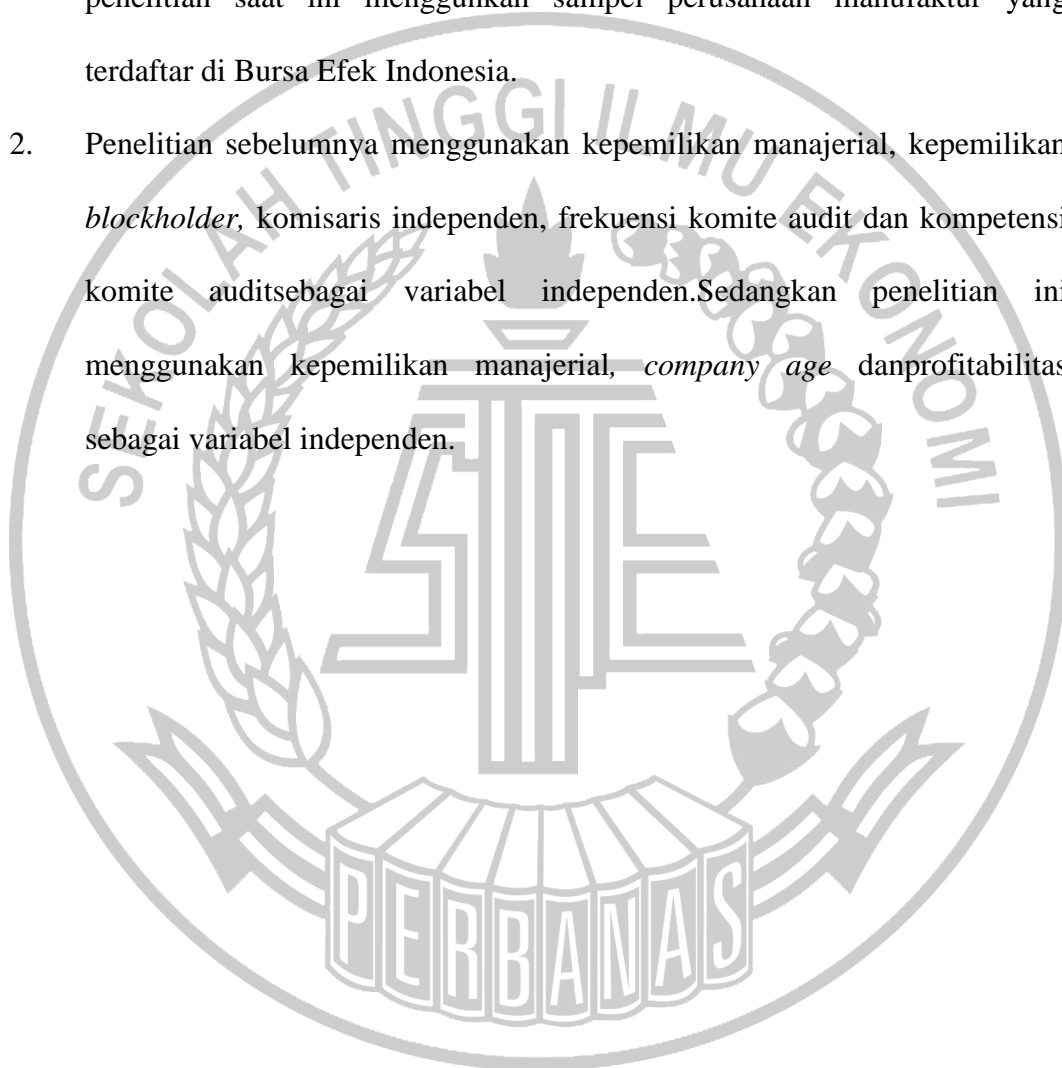 penelitian saat ini menggunkan sampel perusahaan manufaktur yang
terdaftar di Bursa Efek Indonesia.
2. Penelitian sebelumnya menggunakan kepemilikan manajerial, kepemilikan
blockholder, komisaris independen, frekuensi komite audit dan kompetensi
komite auditsebagai variabel independen.Sedangkan penelitian ini
menggunakan kepemilikan manajerial, company age danprofitabilitas
sebagai variabel independen.
SEKOLAH TINGGI ILMU EKONOMI
STIE
PERBANAS